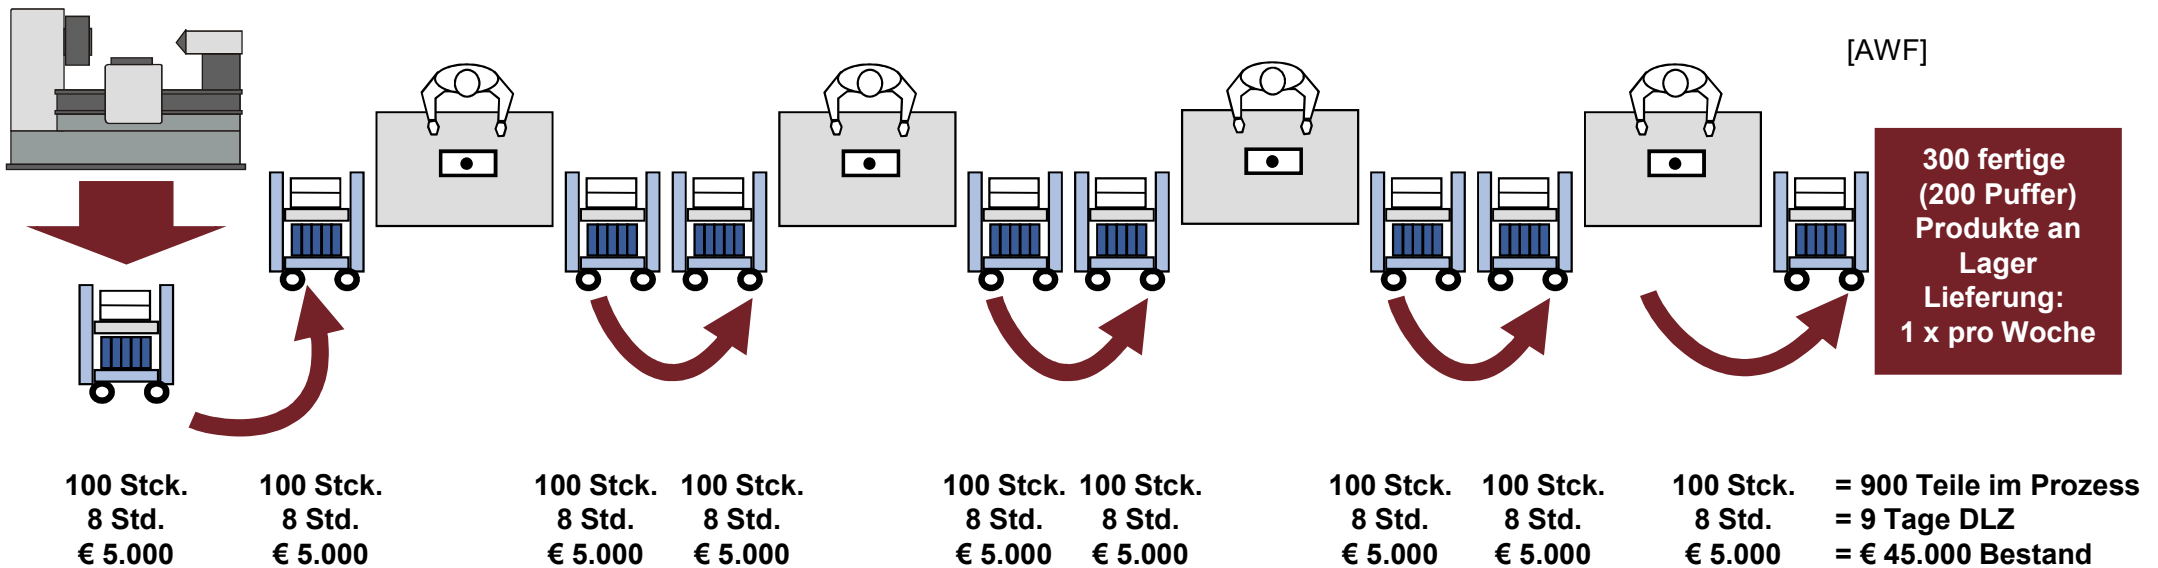 [AWF]
300 fertige
(200 Puffer)
Produkte an
Lager
Lieferung:
1 x pro Woche
100 Stck. 100 Stck. 100 Stck. 100 Stck. 100 Stck. 100 Stck. 100 Stck. 100 Stck. 100 Stck. = 900 Teile im Prozess
8 Std. 8 Std. 8 Std. 8 Std. 8 Std. 8 Std. 8 Std. 8 Std. 8 Std. = 9 Tage DLZ
€ 5.000 € 5.000 € 5.000 € 5.000 € 5.000 € 5.000 € 5.000 € 5.000 € 5.000 = € 45.000 Bestand